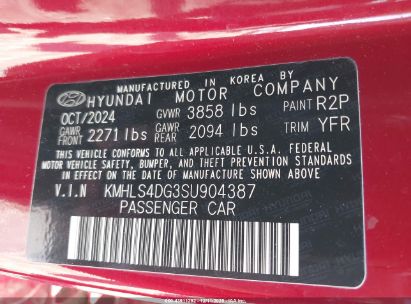 MANUFACTURED IN KOREA
HYUNDAI MOTOR COMPANY
OCT/2024 GVWR 3858 lbs PAINT R2P
GAWR FRONT 2271 lbs GAWR REAR 2094 lbs TRIM YFR
THIS VEHICLE CONFORMS TO ALL APPLICABLE U.S.A. FEDERAL
MOTOR VEHICLE SAFETY, BUMPER, AND THEFT PREVENTION STANDARDS
IN EFFECT ON THE DATE OF MANUFACTURE SHOWN ABOVE.
V.I.N KMHLS4DG3SU904387
PASSENGER CAR